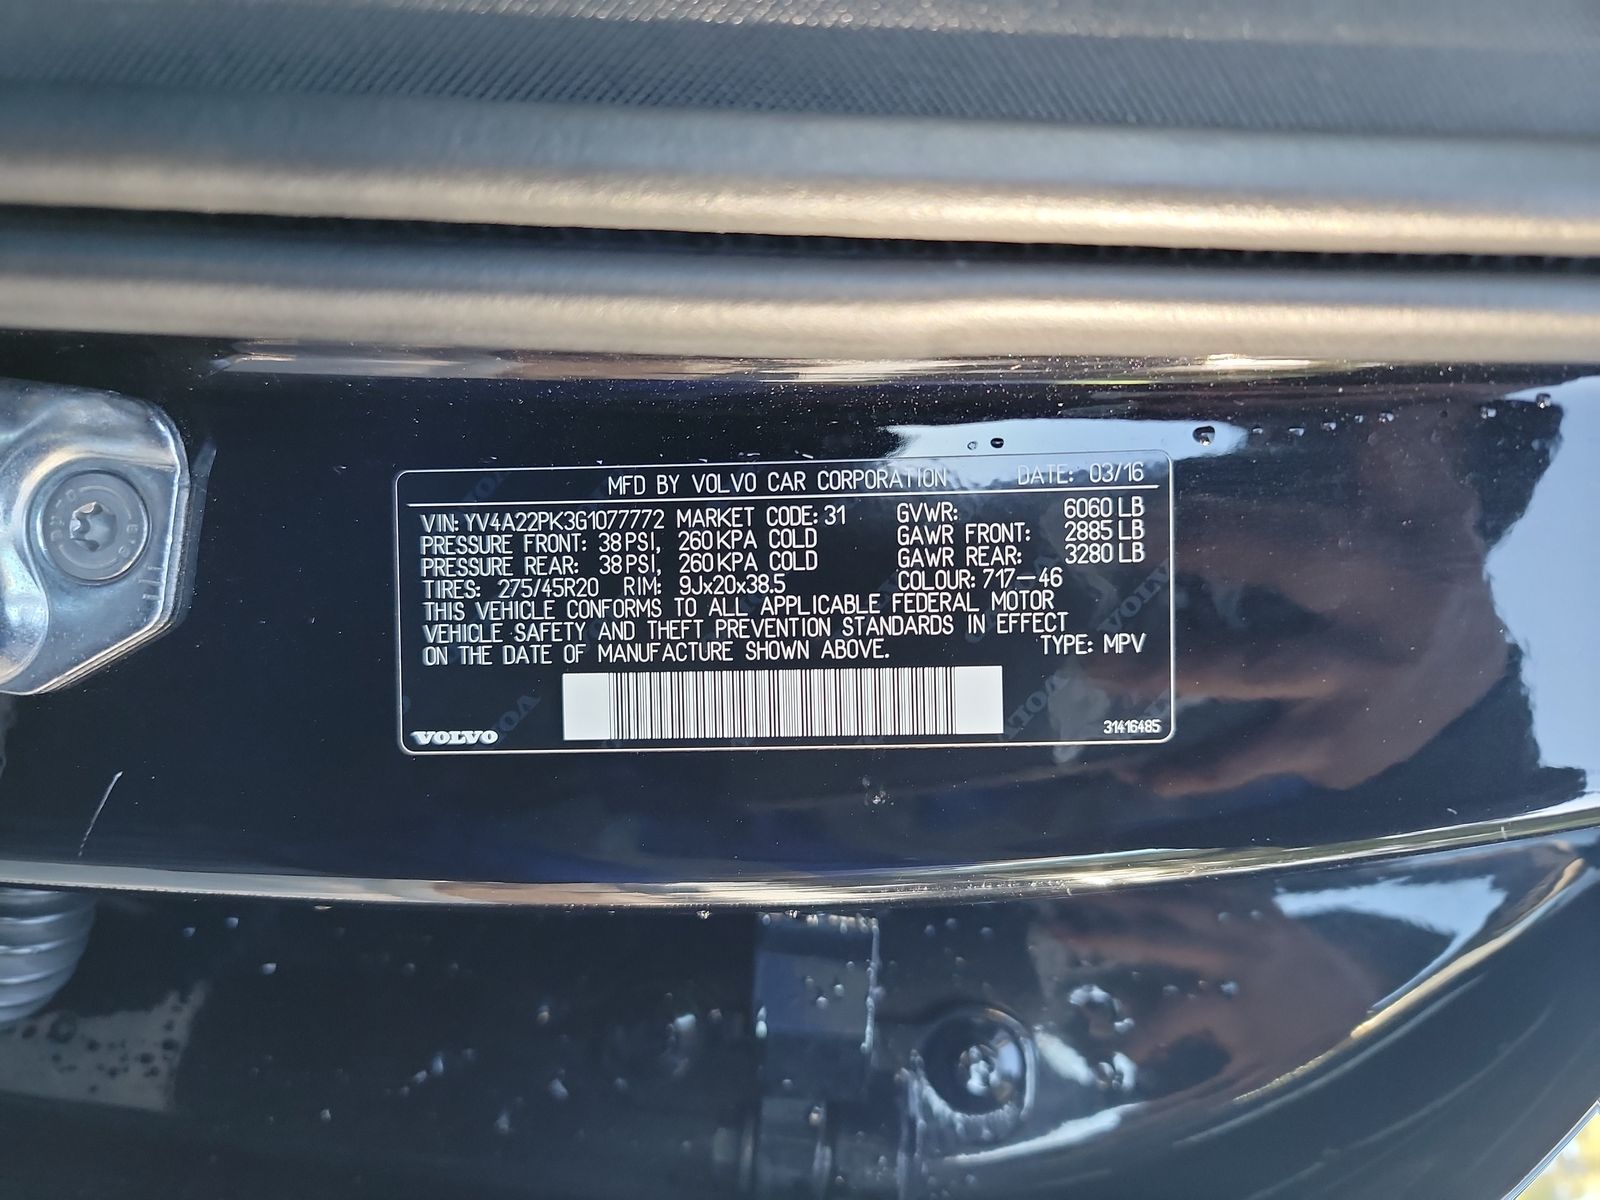 MFD BY VOLVO CAR CORPORATION DATE: 03/16
VIN: YV4A22PK3G1077772 MARKET CODE: 31 GVWR: 6060 LB
PRESSURE FRONT: 38 PSI, 260 KPA COLD GAWR FRONT: 2885 LB
PRESSURE REAR: 38 PSI, 260 KPA COLD GAWR REAR: 3280 LB
TIRES: 275/45R20 RIM: 9Jx20x38.5 COLOUR: 717-46
THIS VEHICLE CONFORMS TO ALL APPLICABLE FEDERAL MOTOR
VEHICLE SAFETY AND THEFT PREVENTION STANDARDS IN EFFECT
ON THE DATE OF MANUFACTURE SHOWN ABOVE. TYPE: MPV
VOLVO 31416485